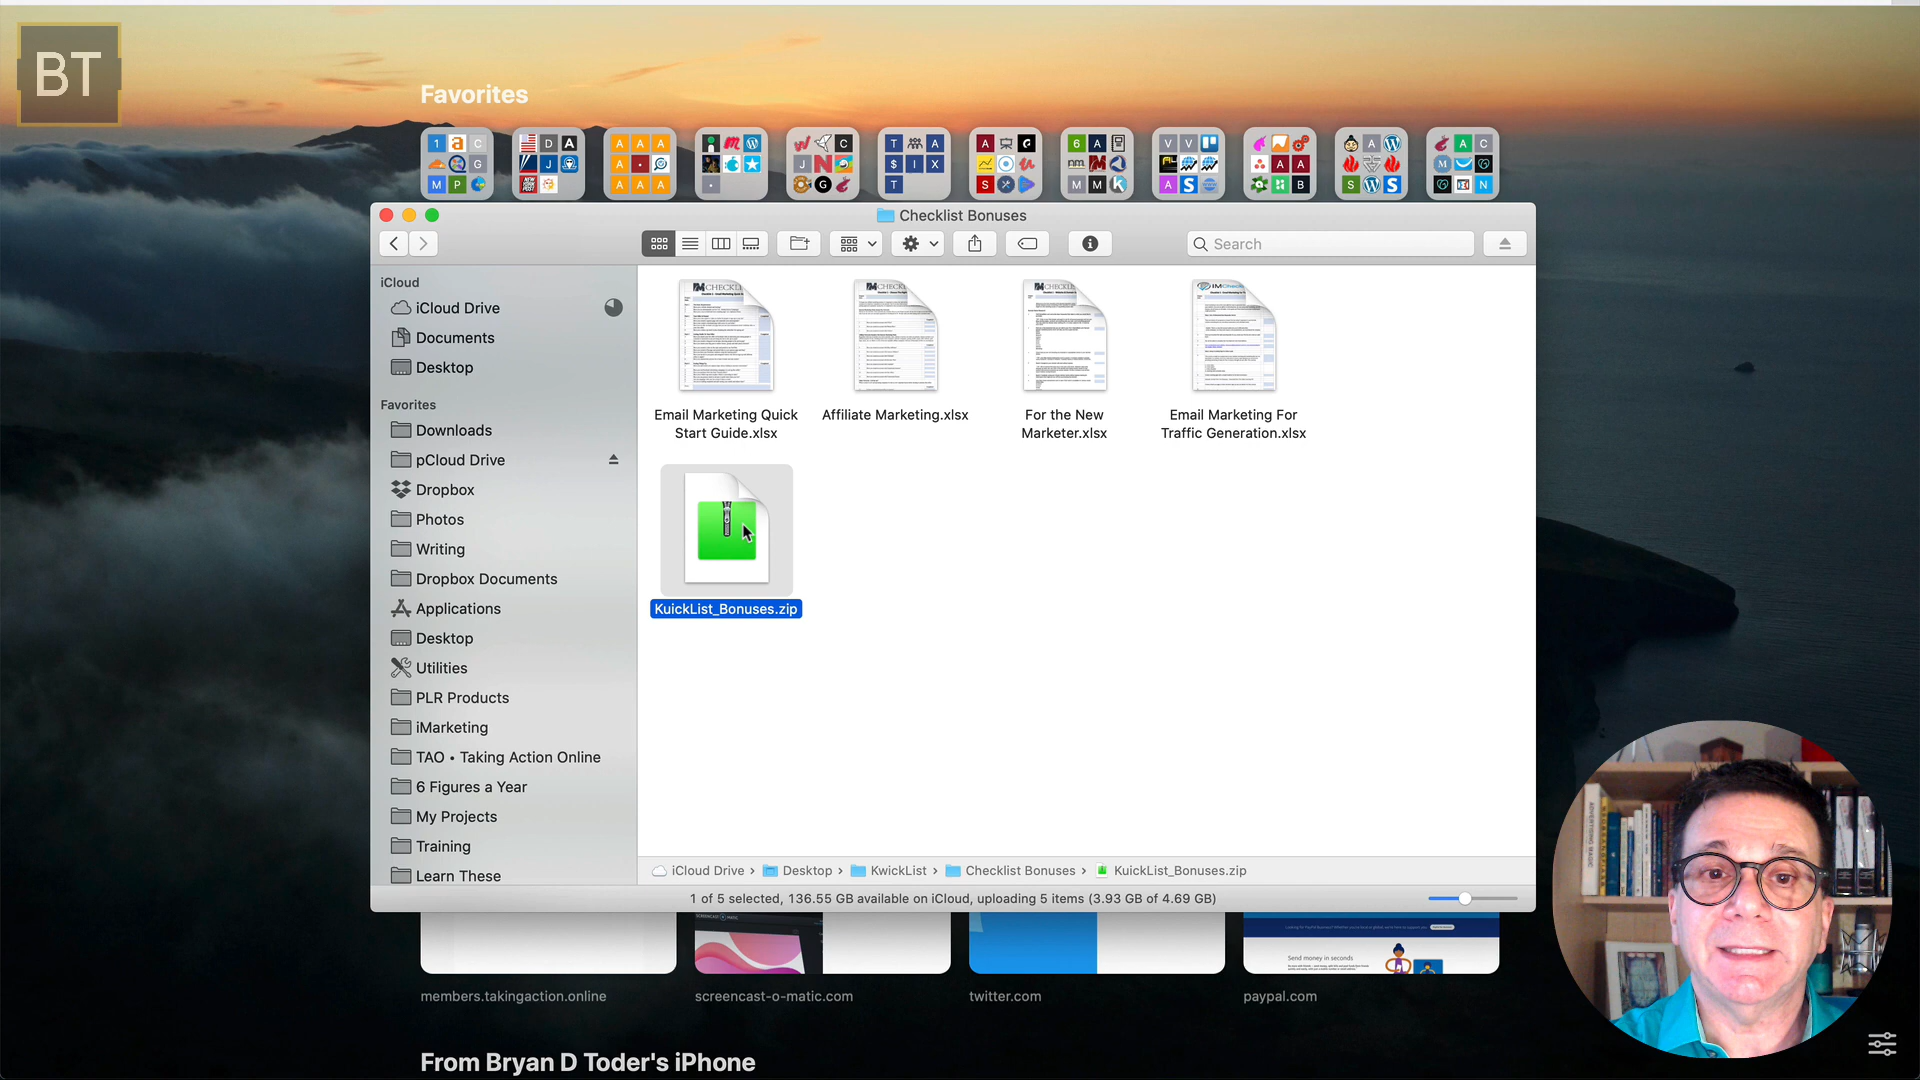 BT
Favorites
Checklist Bonuses
Search
iCloud
iCloud Drive
Documents
Desktop
Favorites
Downloads
pCloud Drive
Dropbox
Photos
Writing
Dropbox Documents
Applications
Desktop
Utilities
PLR Products
iMarketing
TAO • Taking Action Online
6 Figures a Year
My Projects
Training
Learn These
Email Marketing Quick
Start Guide.xlsx
Affiliate Marketing.xlsx
For the New
Marketer.xlsx
Email Marketing For
Traffic Generation.xlsx
KuickList_Bonuses.zip
iCloud Drive › Desktop › KwickList › Checklist Bonuses › KuickList_Bonuses.zip
1 of 5 selected, 136.55 GB available on iCloud, uploading 5 items (3.93 GB of 4.69 GB)
Send money in seconds
members.takingaction.online
screencast-o-matic.com
twitter.com
paypal.com
From Bryan D Toder's iPhone